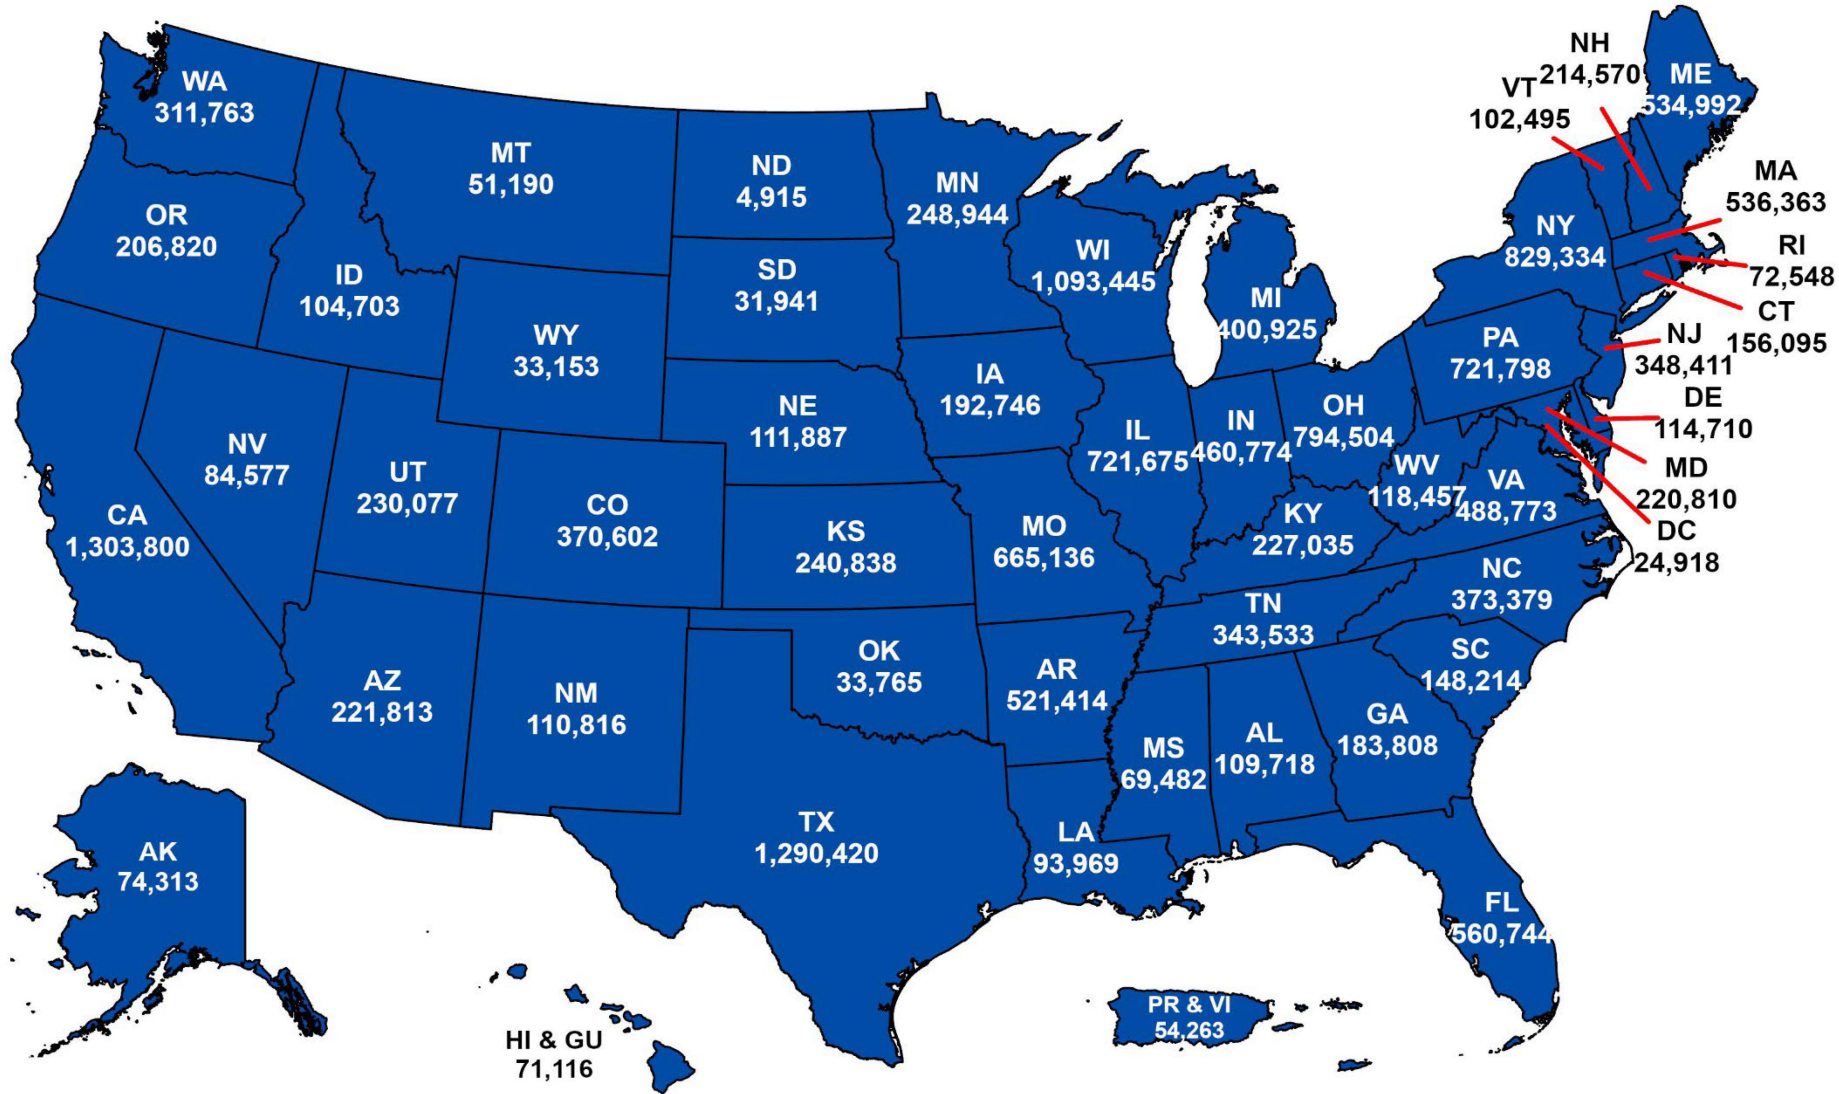 NH
214,570
VT
102,495
ME
534,992
WA
311,763
MT
51,190
ND
4,915
MN
248,944
MA
536,363
OR
206,820
NY
829,334
RI
72,548
WI
1,093,445
ID
104,703
SD
31,941
MI
400,925
CT
156,095
WY
33,153
PA
721,798
NJ
348,411
IA
192,746
DE
114,710
NE
111,887
OH
794,504
IN
460,774
IL
721,675
NV
84,577
UT
230,077
WV
118,457
VA
488,773
MD
220,810
CA
1,303,800
CO
370,602
KS
240,838
MO
665,136
KY
227,035
DC
24,918
NC
373,379
TN
343,533
OK
33,765
AR
521,414
SC
148,214
AZ
221,813
NM
110,816
MS
69,482
AL
109,718
GA
183,808
TX
1,290,420
LA
93,969
AK
74,313
FL
560,744
PR & VI
54,263
HI & GU
71,116